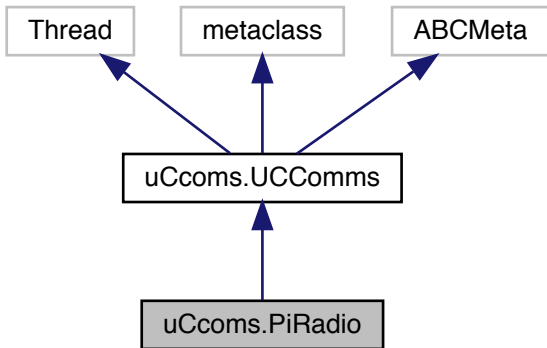 Thread
metaclass
ABCMeta
uCcoms.UCComms
uCcoms.PiRadio